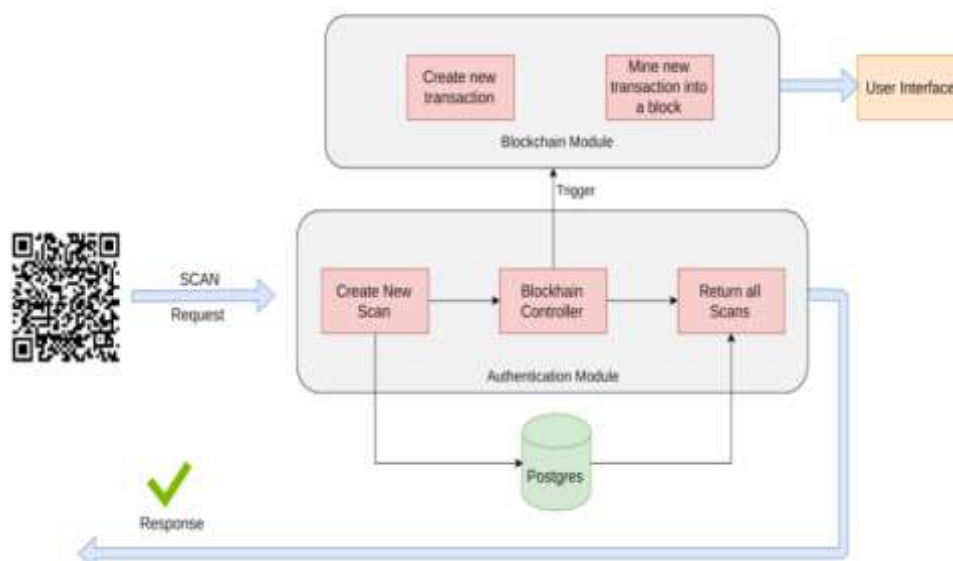 Create new
transaction
Mine new
transaction into
a block
User Interface
Blockchain Module
Trigger
SCAN
Request
Create New
Scan
Blockhain
Controller
Return all
Scans
Authentication Module
Postgres
Response